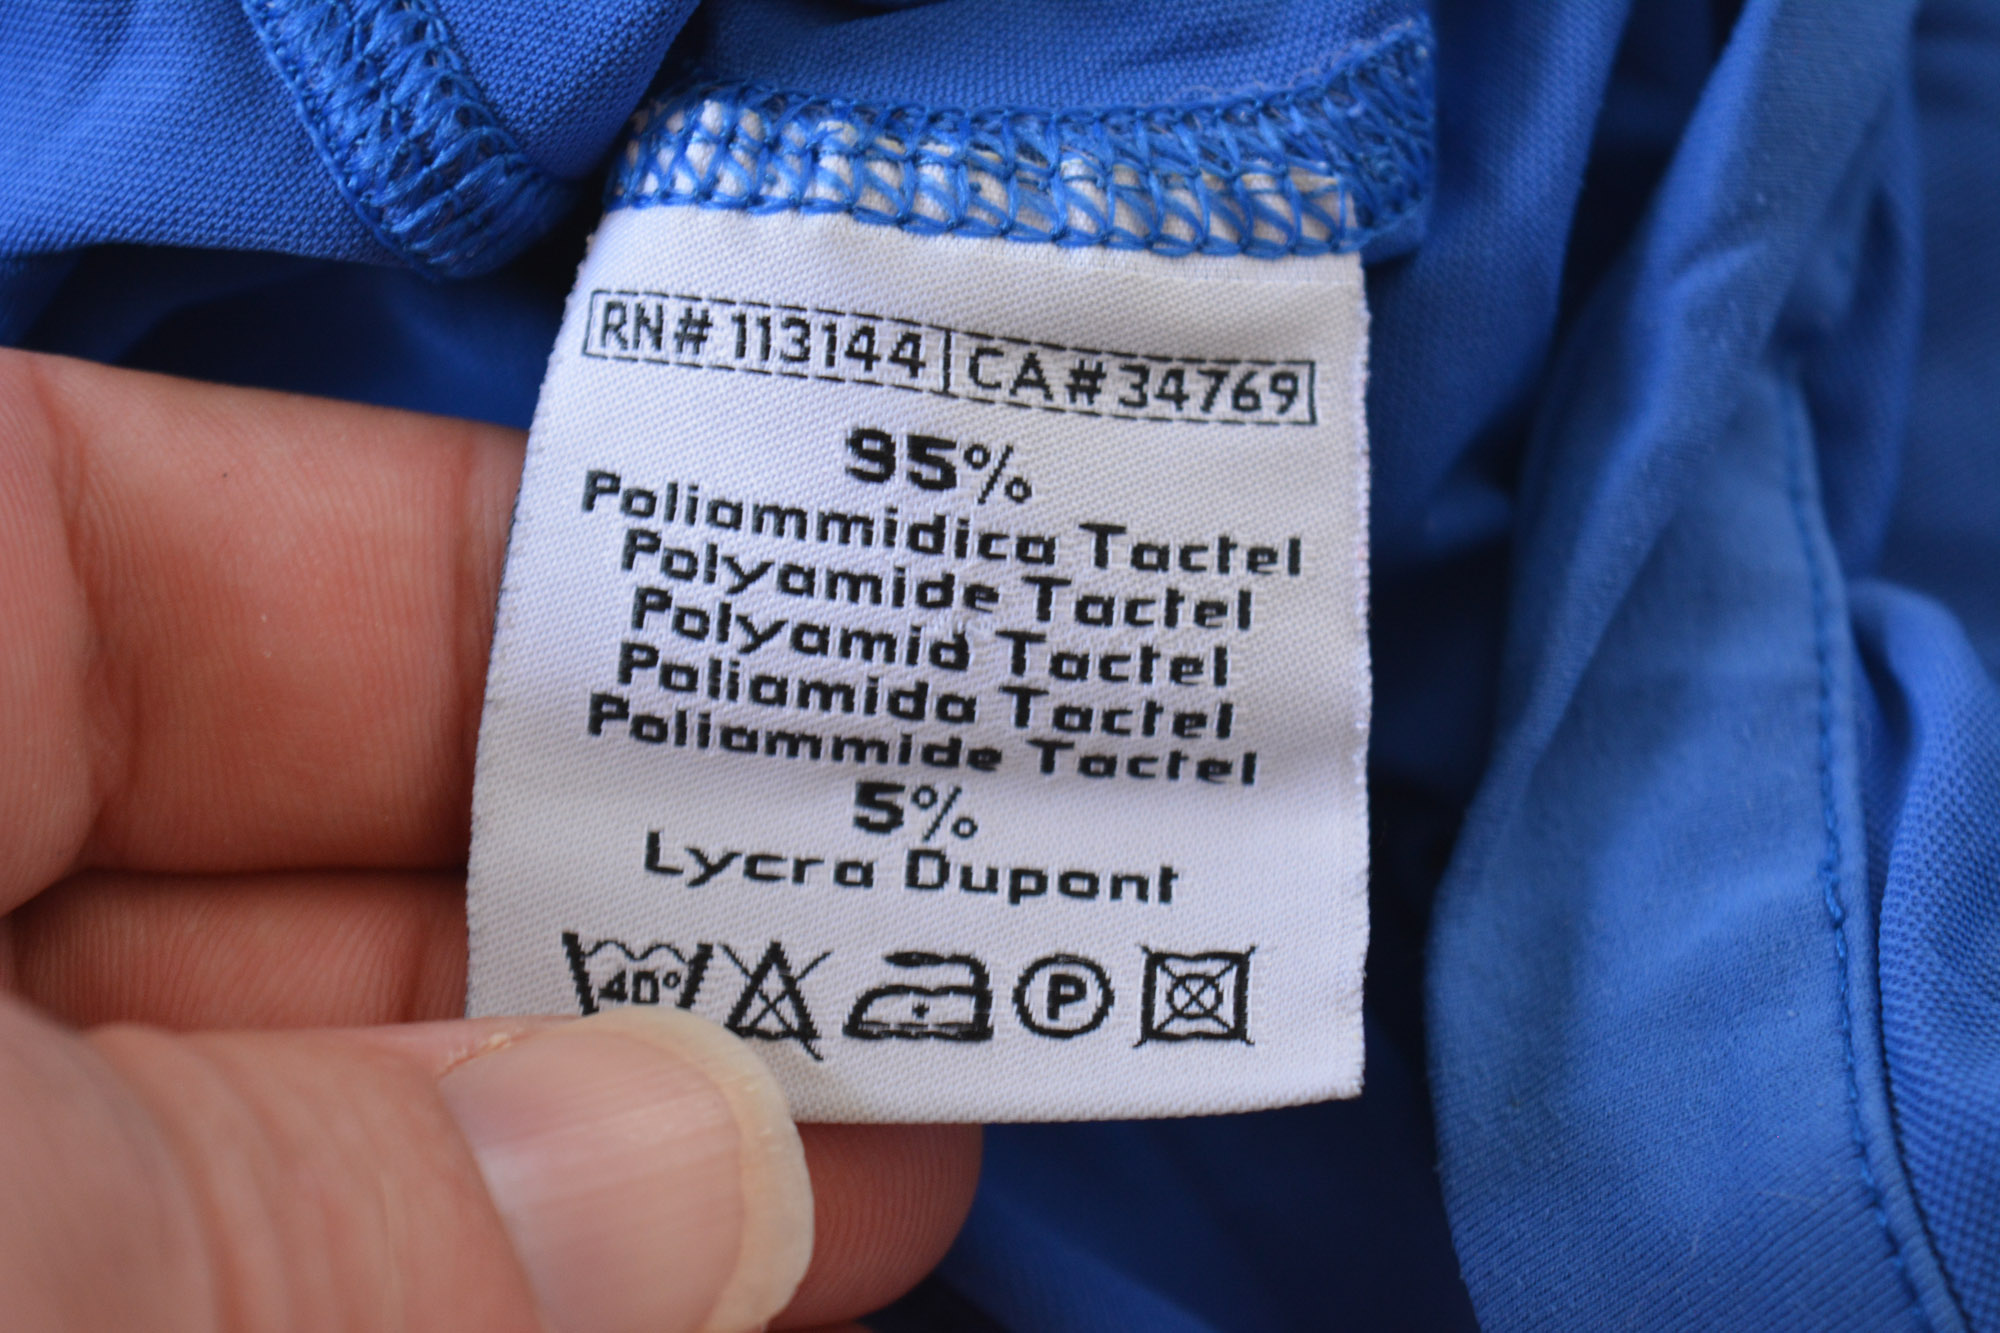 RN# 113144 CA# 34769
95%
Poliammidica Tactel
Polyamide Tactel
Polyamid Tactel
Poliamida Tactel
Poliammide Tactel
5%
Lycra Dupont
40° P